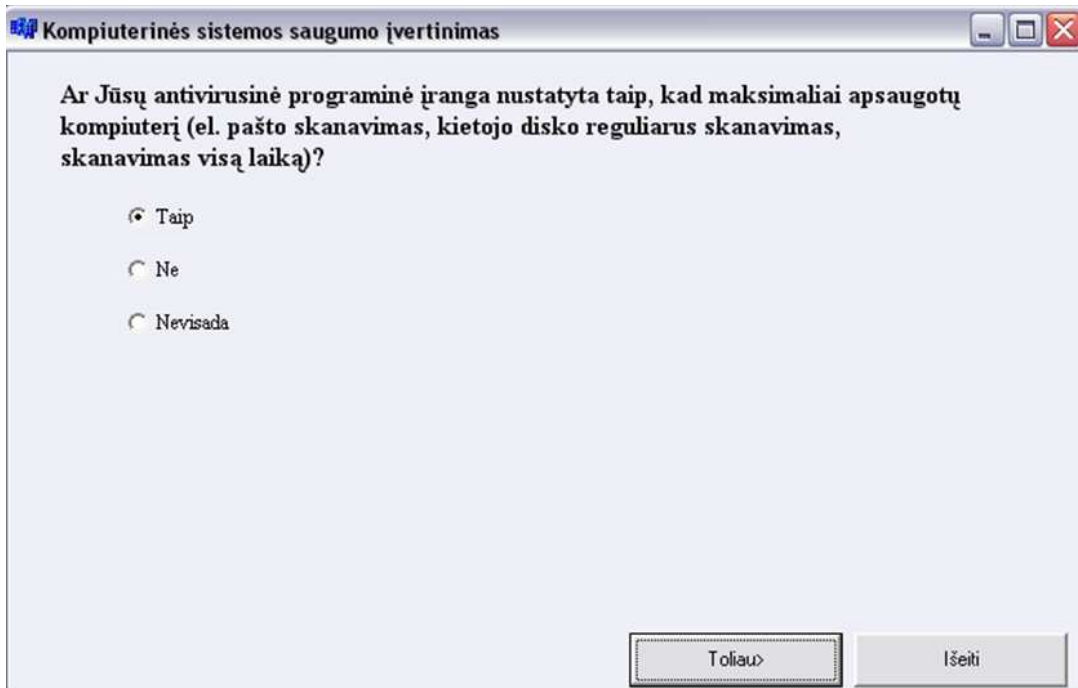 Kompiuterinės sistemos saugumo įvertinimas
Ar Jūsų antivirusinė programinė įranga nustatyta taip, kad maksimaliai apsaugotų
kompiuterį (el. pašto skanavimas, kietojo disko reguliarus skanavimas,
skanavimas visą laiką)?
Taip
Ne
Nevisada
Toliau>
Išeiti